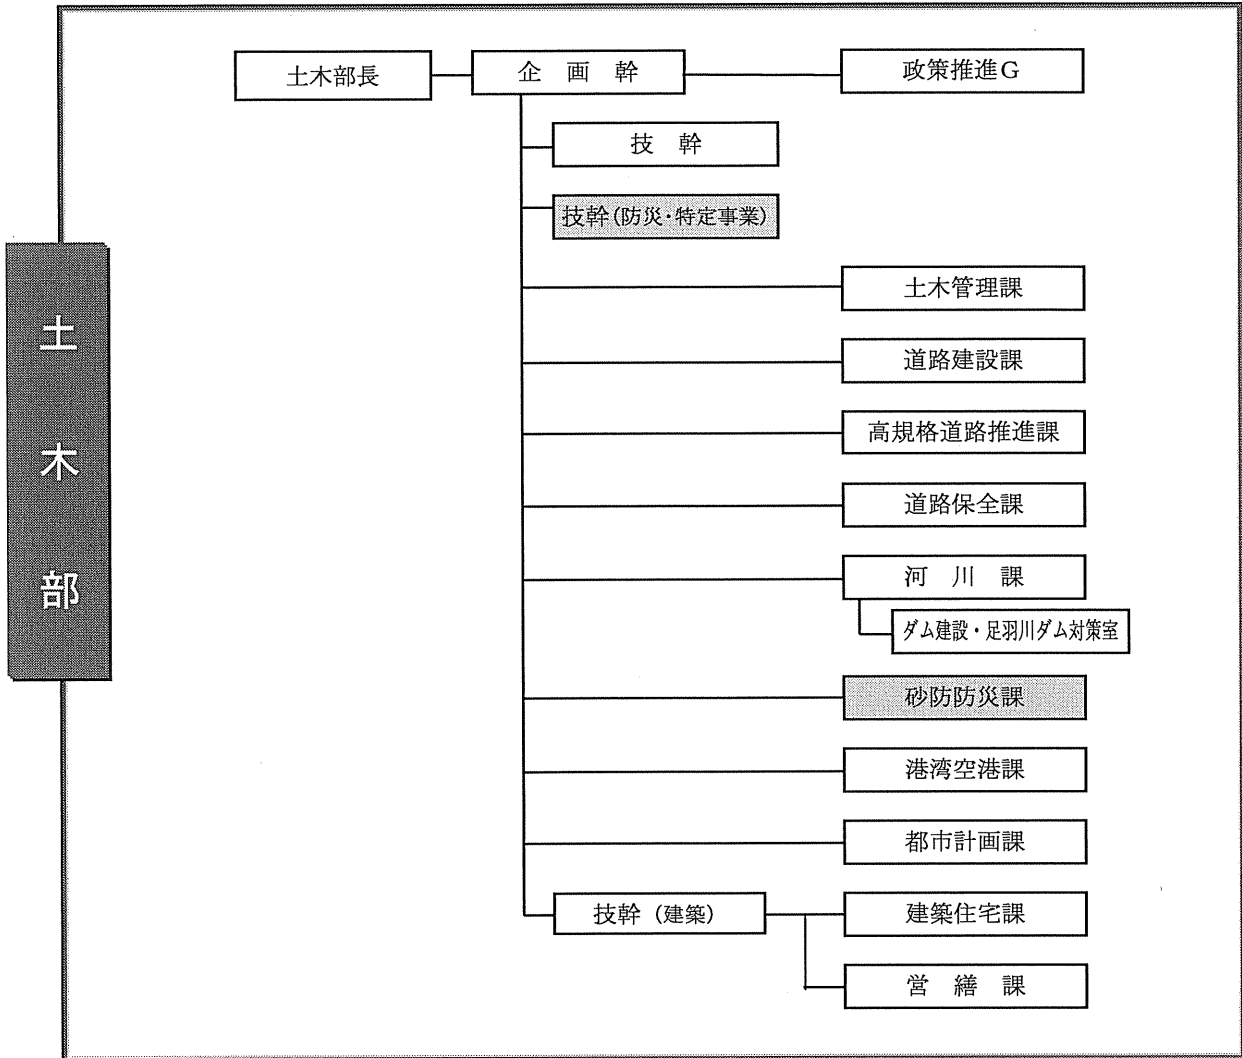 土木部
土木部長
企画幹
政策推進G
技幹
技幹(防災・特定事業)
土木管理課
道路建設課
高規格道路推進課
道路保全課
河川課
ダム建設・足羽川ダム対策室
砂防防災課
港湾空港課
都市計画課
技幹（建築）
建築住宅課
営繕課